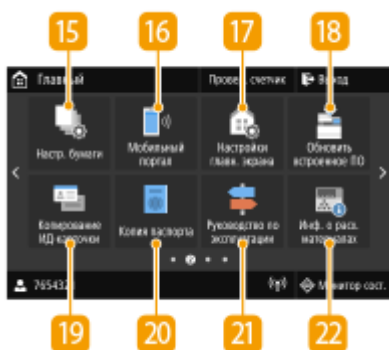 15 16 17 18
Главный Провер. счетчик Выход
Настр. бумаги
Мобильный
портал
Настройки
главн. экрана
Обновить
встроенное ПО
Копирование
ИД карточки
Копия паспорта
Руководство по
эксплуатации
Инф. о расх.
материалах
7654321 Монитор сост.
19 20 21 22